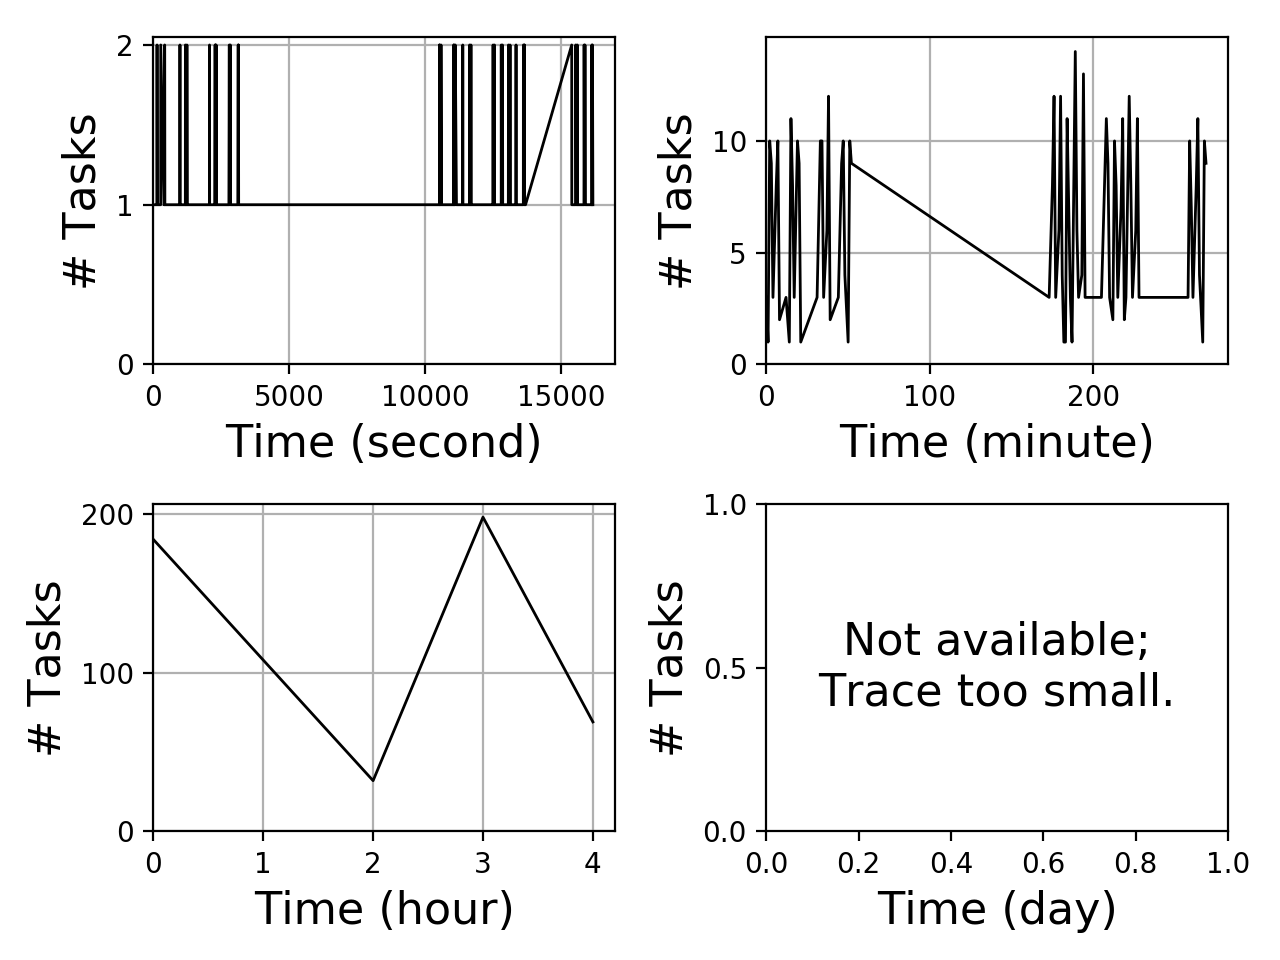 # Tasks
2
1
0
0 5000 10000 15000
Time (second)
# Tasks
10
5
0
0 100 200
Time (minute)
# Tasks
200
100
0
0 1 2 3 4
Time (hour)
# Tasks
1.0
0.5
0.0
Not available;
Trace too small.
0.0 0.2 0.4 0.6 0.8 1.0
Time (day)